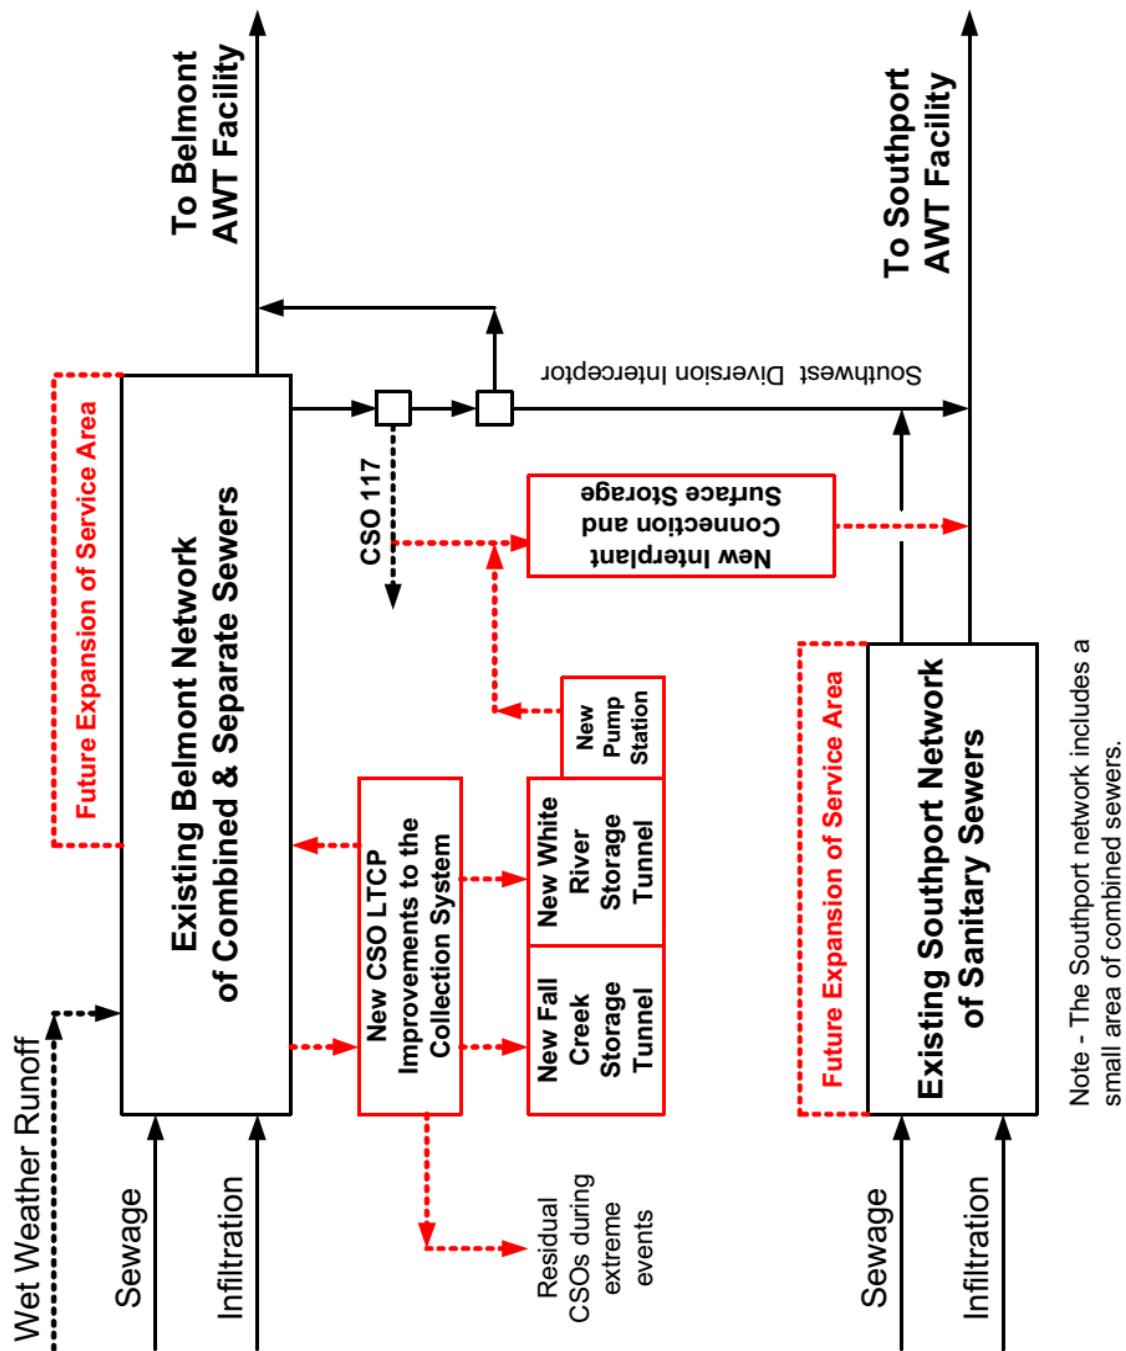 Wet Weather Runoff
Sewage
Infiltration
Future Expansion of Service Area
Existing Belmont Network
of Combined & Separate Sewers
To Belmont
AWT Facility
New CSO LTCP
Improvements to the
Collection System
CSO 117
Residual
CSOs during
extreme
events
New Fall
Creek
Storage
Tunnel
New White
River
Storage
Tunnel
New
Pump
Station
New Interplant
Connection and
Surface Storage
Southwest Diversion Interceptor
Sewage
Infiltration
Future Expansion of Service Area
Existing Southport Network
of Sanitary Sewers
To Southport
AWT Facility
Note - The Southport network includes a
small area of combined sewers.